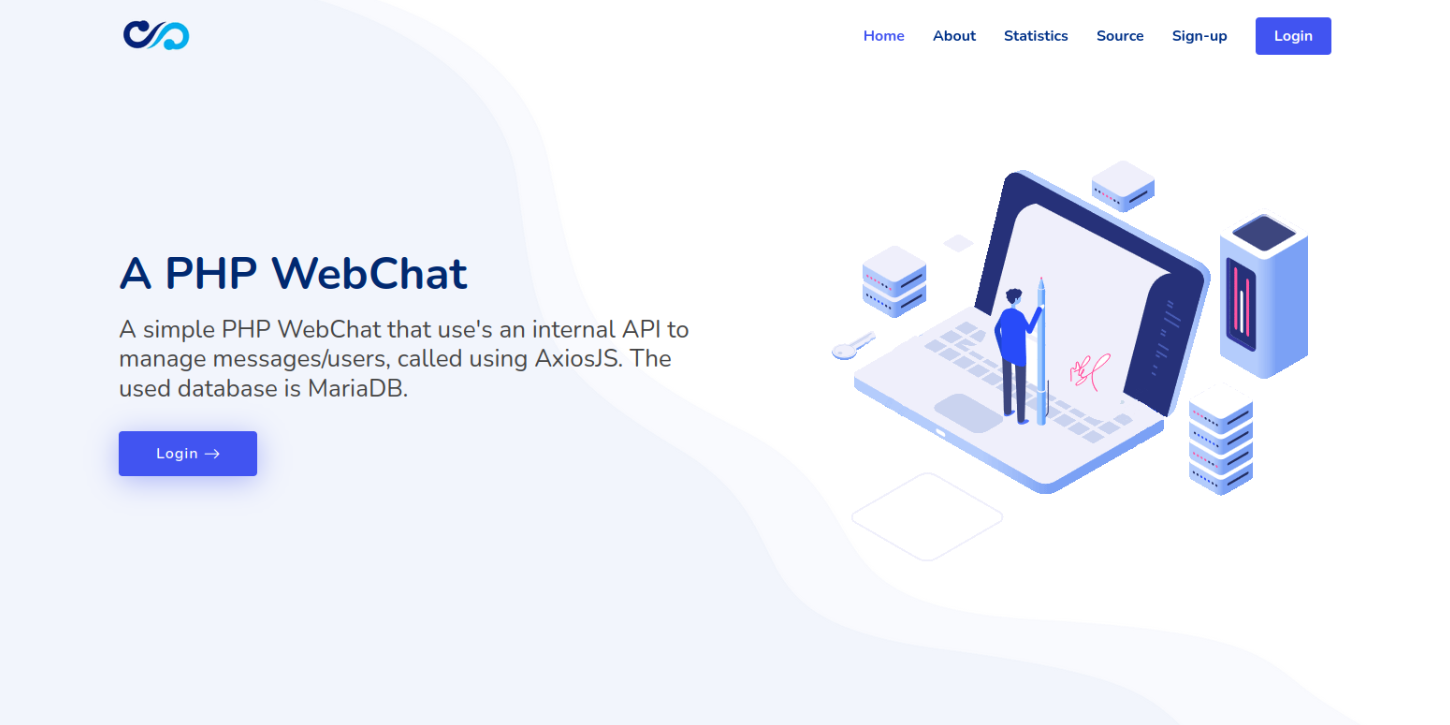 Home About Statistics Source Sign-up Login
A PHP WebChat
A simple PHP WebChat that use's an internal API to
manage messages/users, called using AxiosJS. The
used database is MariaDB.
Login →